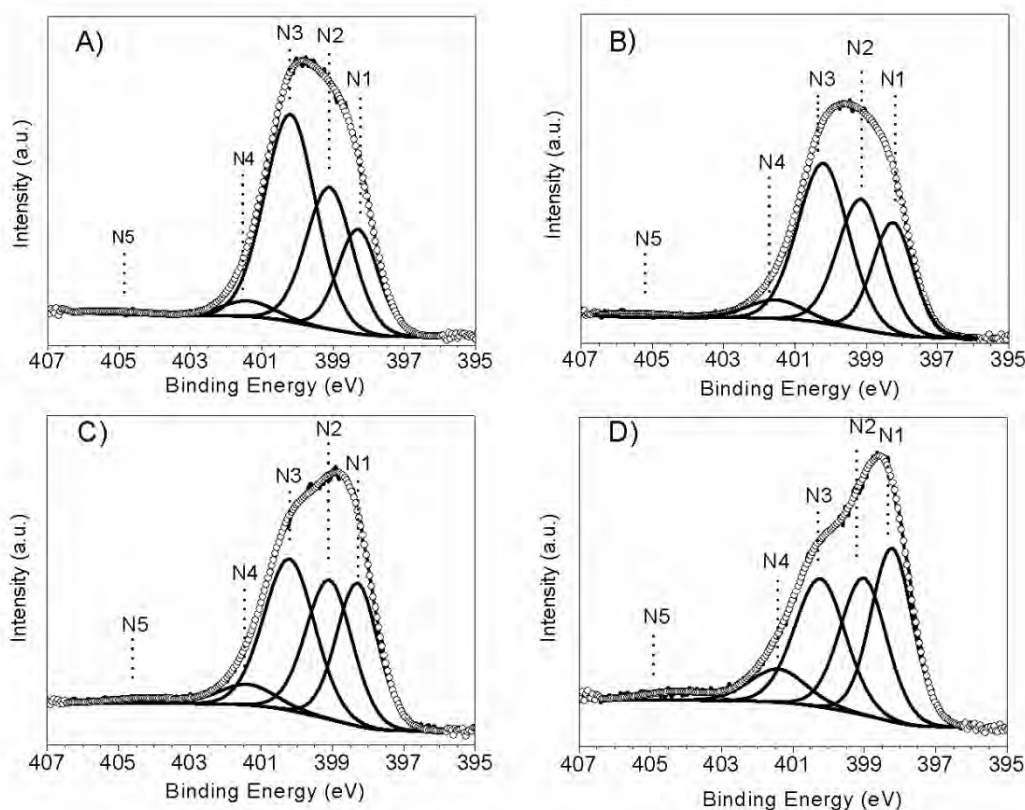 A)
N3 N2
N1
N4
N5
Intensity (a.u.)
407 405 403 401 399 397 395
Binding Energy (eV)
B)
N2
N3 N1
N4
N5
Intensity (a.u.)
407 405 403 401 399 397 395
Binding Energy (eV)
C)
N2
N3 N1
N4
N5
Intensity (a.u.)
407 405 403 401 399 397 395
Binding Energy (eV)
D)
N2 N1
N3
N4
N5
Intensity (a.u.)
407 405 403 401 399 397 395
Binding Energy (eV)